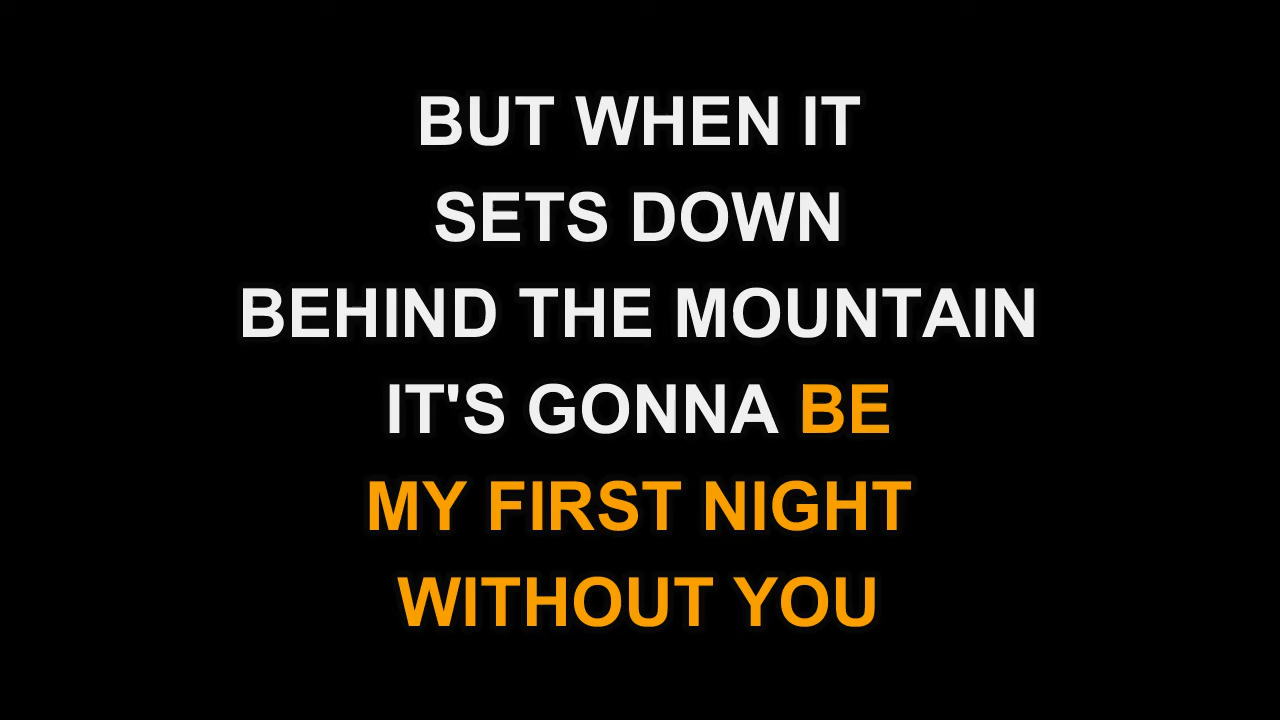 BUT WHEN IT
SETS DOWN
BEHIND THE MOUNTAIN
IT'S GONNA BE
MY FIRST NIGHT
WITHOUT YOU